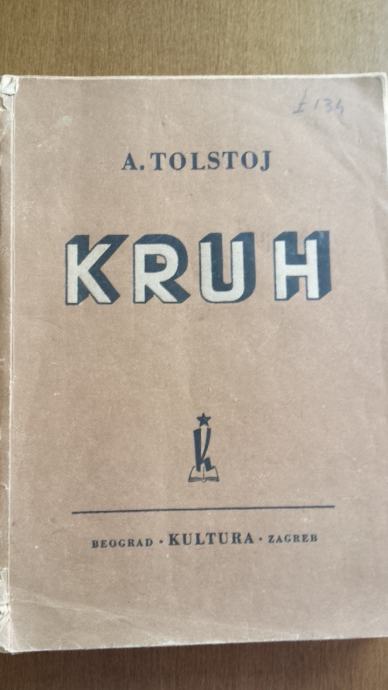 A. TOLSTOJ
KRUH
K
BEOGRAD · KULTURA · ZAGREB